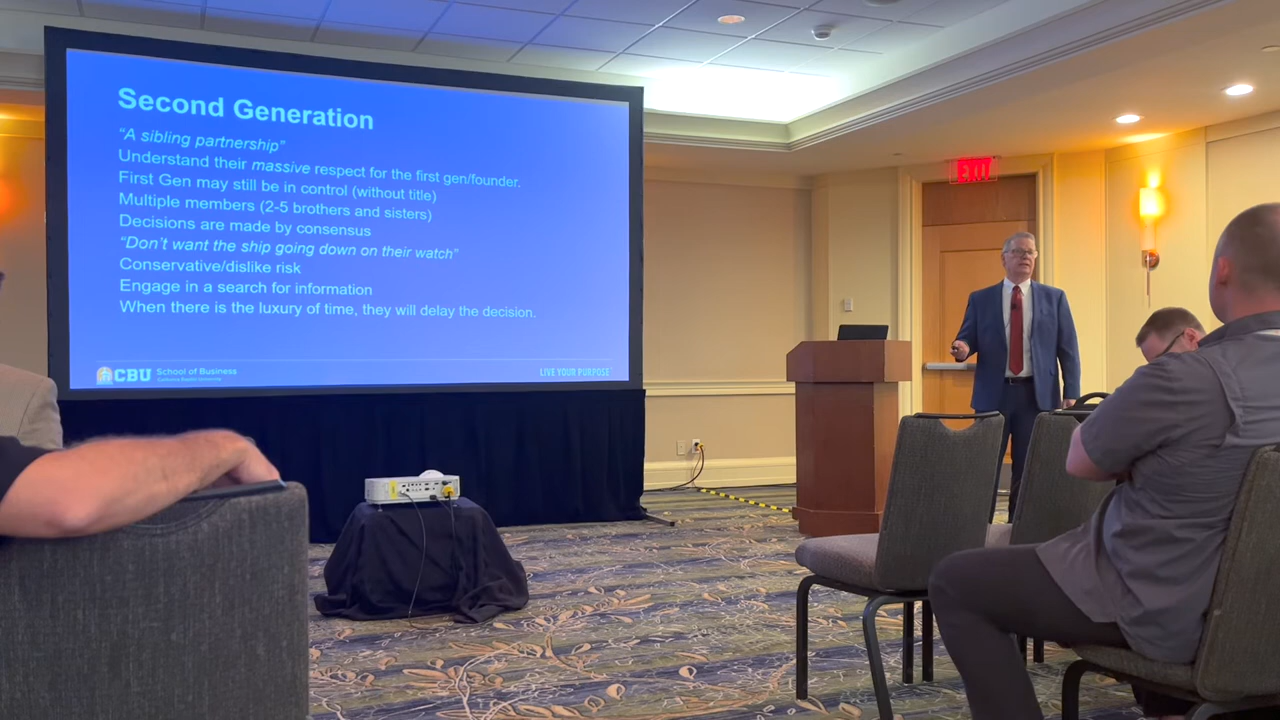 Second Generation
“A sibling partnership”
Understand their massive respect for the first gen/founder.
First Gen may still be in control (without title)
Multiple members (2-5 brothers and sisters)
Decisions are made by consensus
“Don’t want the ship going down on their watch”
Conservative/dislike risk
Engage in a search for information
When there is the luxury of time, they will delay the decision.
CBU School of Business
California Baptist University
LIVE YOUR PURPOSE
EXIT